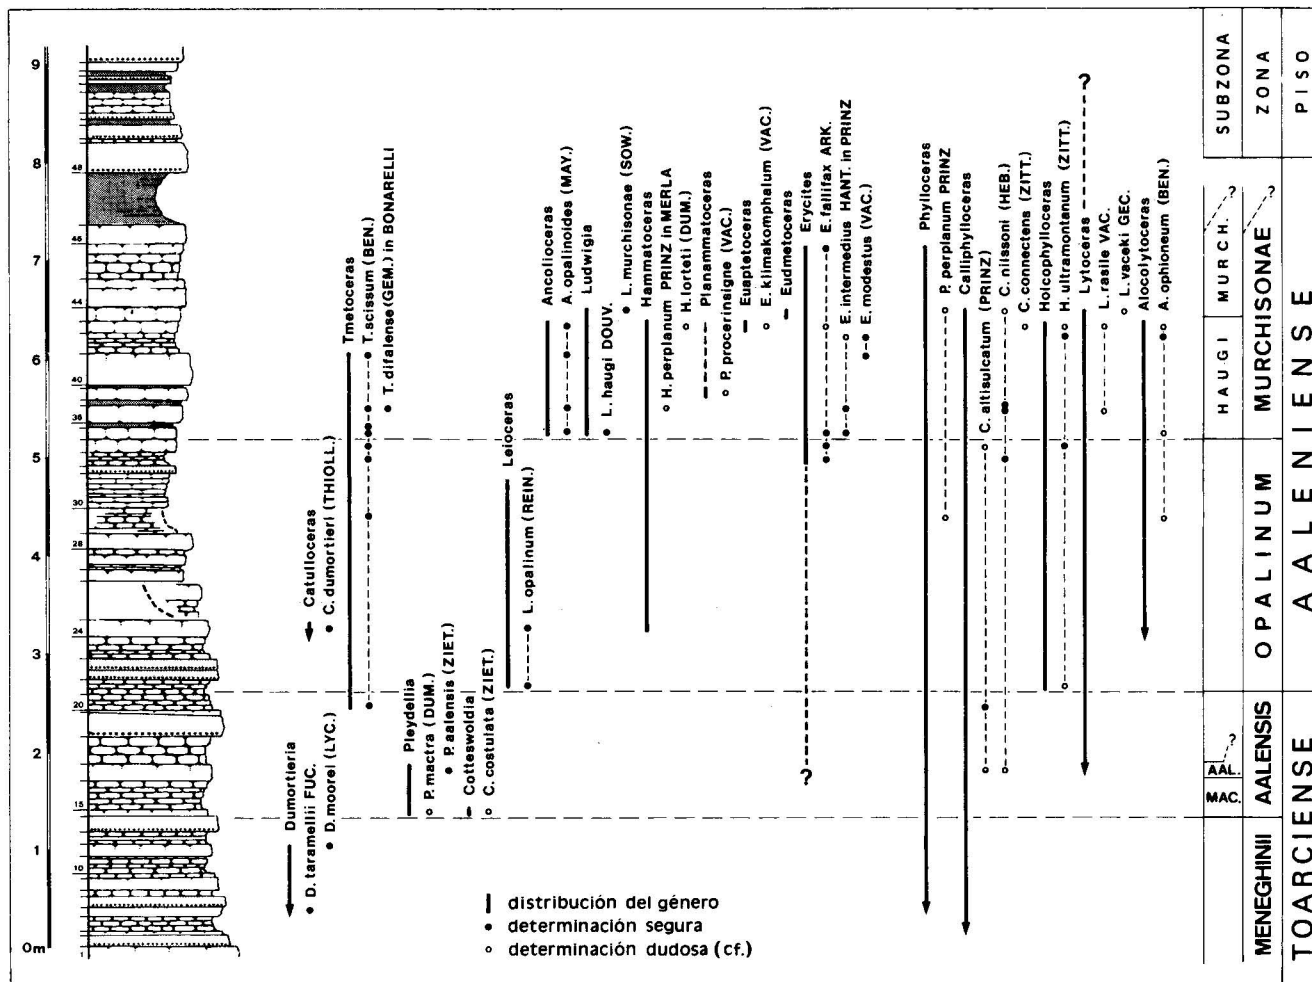 9
8
7
6
5
4
3
2
1
0m
48
46
44
40
36
30
28
24
20
15
10
1
Dumortieria
D. taramellii FUC.
D. moorei (LYC.)
Catulloceras
C. dumortieri (THIOLL.)
Tmetoceras
T. scissum (BEN.)
T. difalense (GEM.) in BONARELLI
Pleydellia
P. mactra (DUM.)
P. aalensis (ZIET.)
Cotteswoldia
C. costulata (ZIET.)
Leioceras
L. opalinum (REIN.)
Ancolioceras
A. opalinoides (MAY.)
Ludwigia
L. haugi DOUV.
L. murchisonae (SOW.)
Hammatoceras
H. perplanum PRINZ in MERLA
H. lorteti (DUM.)
Planammatoceras
P. procerinsigne (VAC.)
Euaptetoceras
E. klimakomphalum (VAC.)
Eudmetoceras
Erycites
?
E. fallifax ARK.
E. intermedius HANT. in PRINZ
E. modestus (VAC.)
Phylloceras
P. perplanum PRINZ
Calliphylloceras
C. altisulcatum (PRINZ)
C. nilssoni (HEB.)
C. connectens (ZITT.)
Holcophylloceras
H. ultramontanum (ZITT.)
Lytoceras
?
L. rasile VAC.
L. vaceki GEC.
Alocolytoceras
A. ophioneum (BEN.)
distribución del género
determinación segura
determinación dudosa (cf.)
SUBZONA
ZONA
PISO
?
?
MURCH.
HAUGI
?
AAL.
MAC.
MURCHISONAE
OPALINUM
AALENSIS
MENEGHINII
AALENIENSE
TOARCIENSE